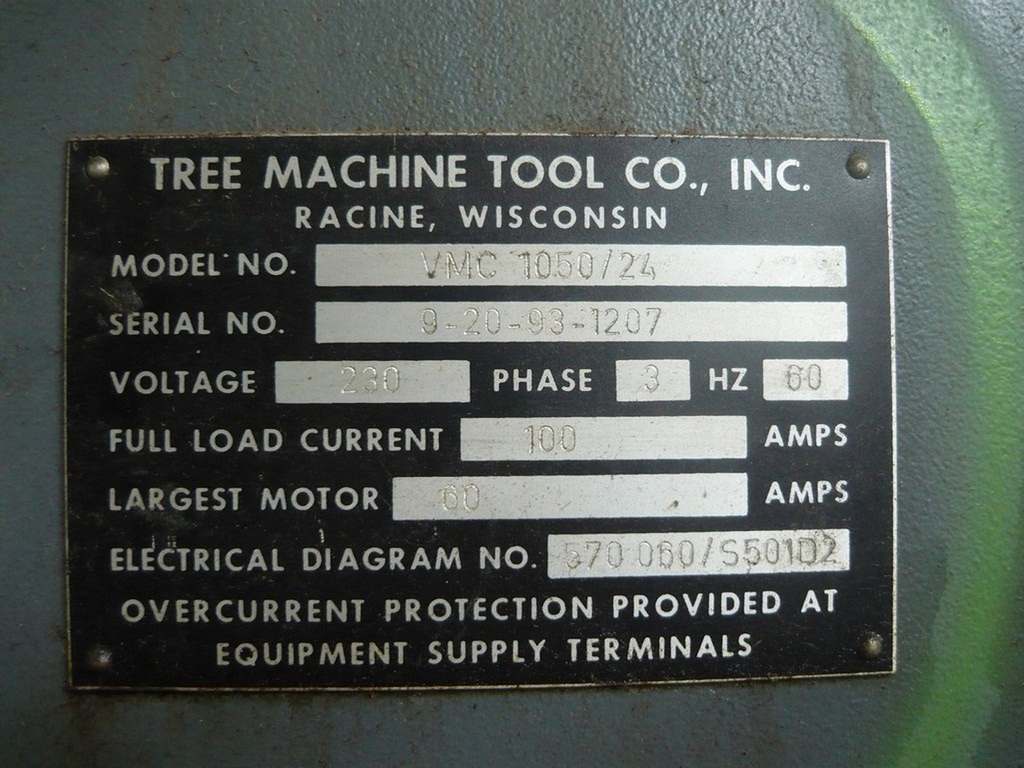 TREE MACHINE TOOL CO., INC.
RACINE, WISCONSIN
MODEL NO. VMC 1050/24
SERIAL NO. 9-20-93-1207
VOLTAGE 230 PHASE 3 HZ 60
FULL LOAD CURRENT 100 AMPS
LARGEST MOTOR 60 AMPS
ELECTRICAL DIAGRAM NO. 570 060/S501D2
OVERCURRENT PROTECTION PROVIDED AT
EQUIPMENT SUPPLY TERMINALS